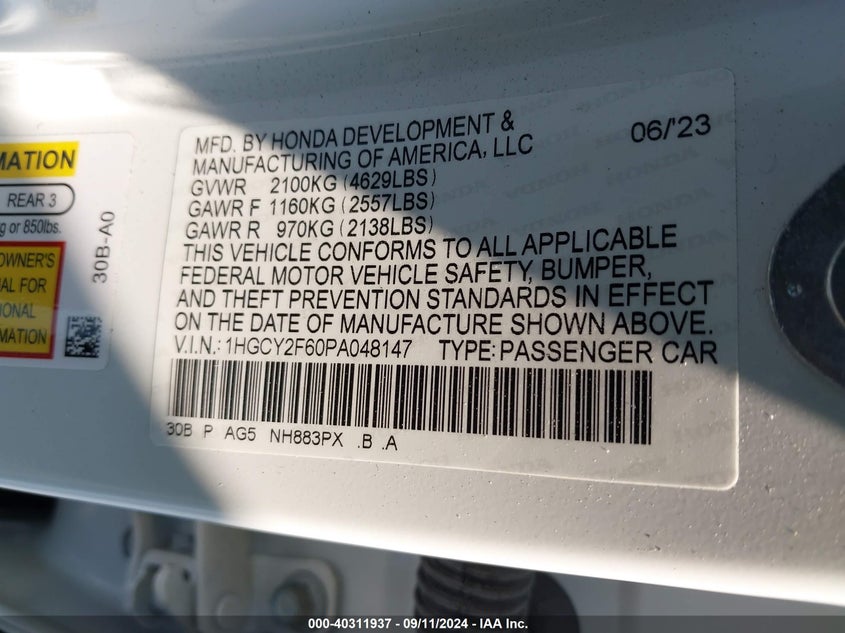 MFD. BY HONDA DEVELOPMENT & 06/'23
MANUFACTURING OF AMERICA, LLC
GVWR 2100KG (4629LBS)
GAWR F 1160KG (2557LBS)
GAWR R 970KG (2138LBS)
THIS VEHICLE CONFORMS TO ALL APPLICABLE
FEDERAL MOTOR VEHICLE SAFETY, BUMPER,
AND THEFT PREVENTION STANDARDS IN EFFECT
ON THE DATE OF MANUFACTURE SHOWN ABOVE.
V.I.N.: 1HGCY2F60PA048147 TYPE: PASSENGER CAR
30B P AG5 NH883PX .B .A
MATION
REAR 3
g or 850lbs.
OWNER'S
AL FOR
IONAL
RMATION
30B-A0
HONDA
000-40311937 - 09/11/2024 - IAA Inc.